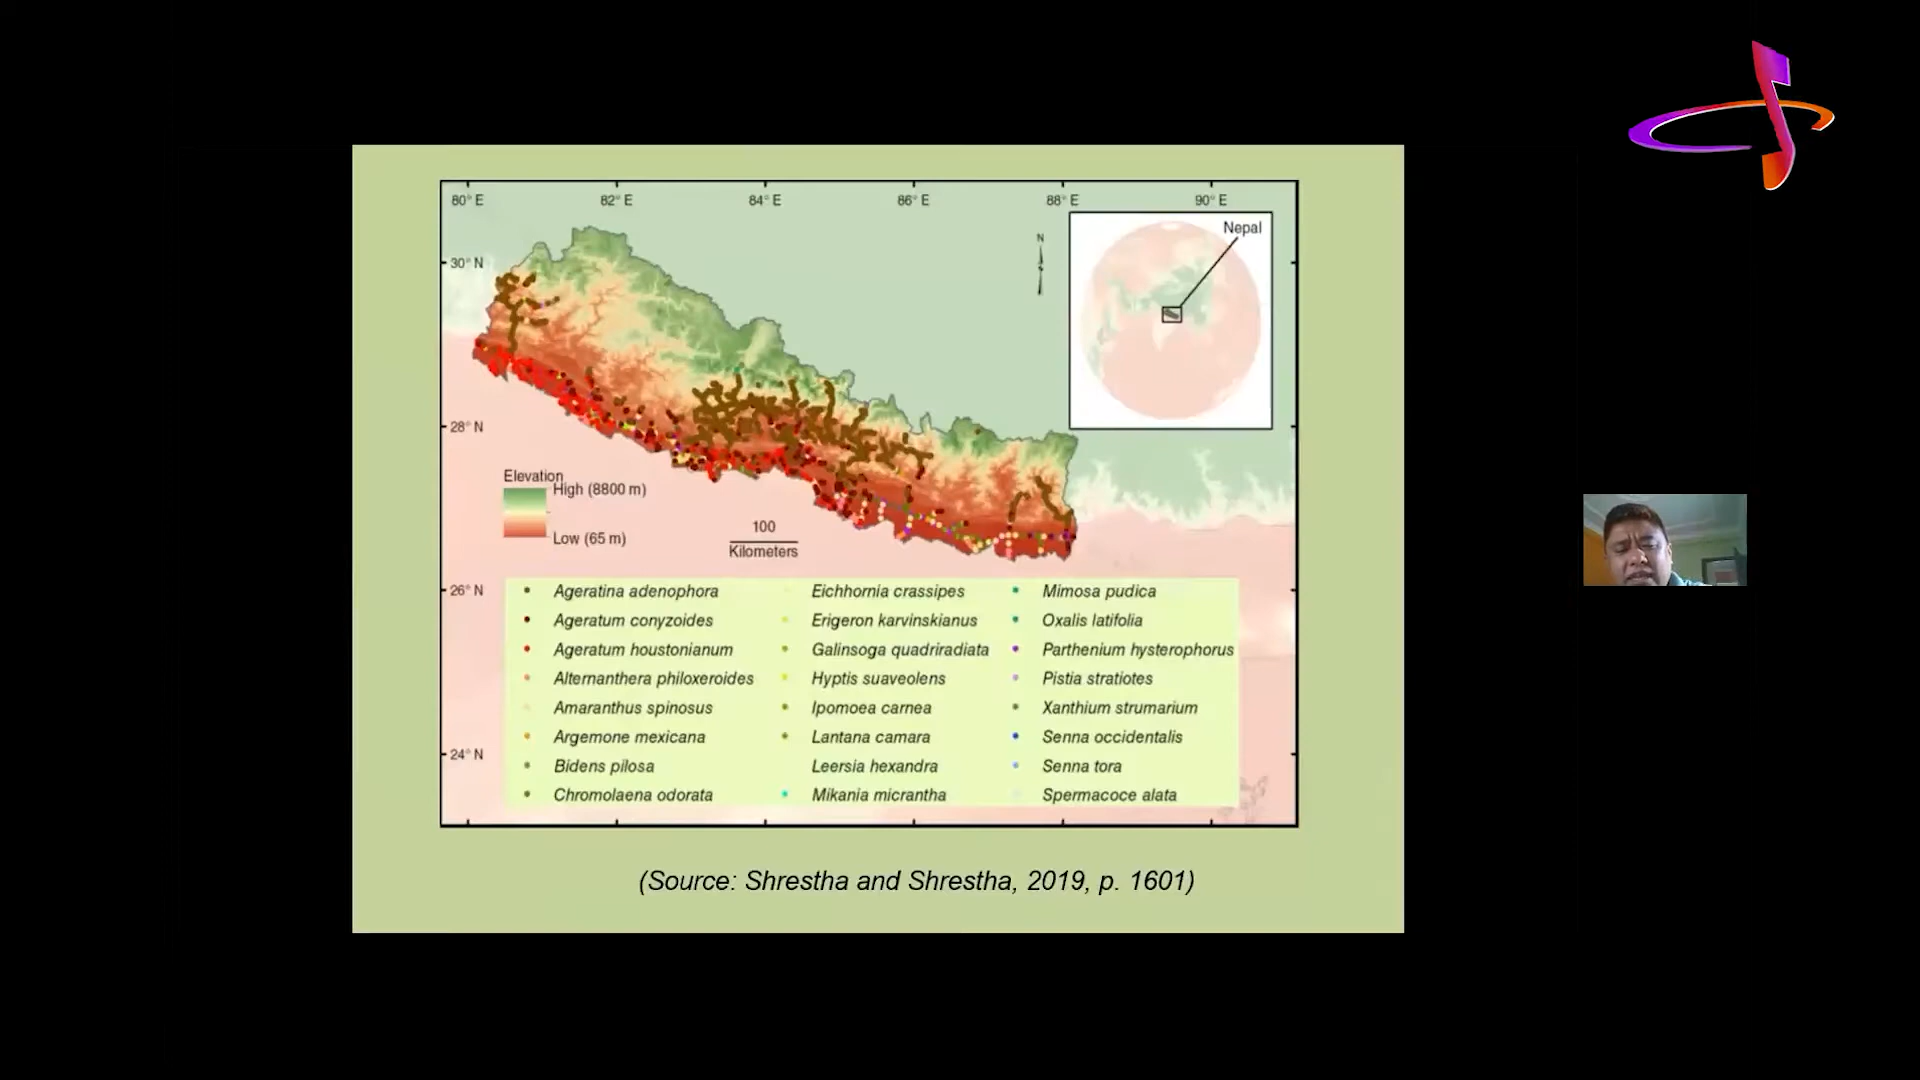 80° E 82° E 84° E 86° E 88° E 90° E
Nepal
N
30° N
28° N
Elevation
High (8800 m)
Low (65 m)
100
Kilometers
26° N
24° N
Ageratina adenophora
Ageratum conyzoides
Ageratum houstonianum
Alternanthera philoxeroides
Amaranthus spinosus
Argemone mexicana
Bidens pilosa
Chromolaena odorata
Eichhornia crassipes
Erigeron karvinskianus
Galinsoga quadriradiata
Hyptis suaveolens
Ipomoea carnea
Lantana camara
Leersia hexandra
Mikania micrantha
Mimosa pudica
Oxalis latifolia
Parthenium hysterophorus
Pistia stratiotes
Xanthium strumarium
Senna occidentalis
Senna tora
Spermacoce alata
(Source: Shrestha and Shrestha, 2019, p. 1601)